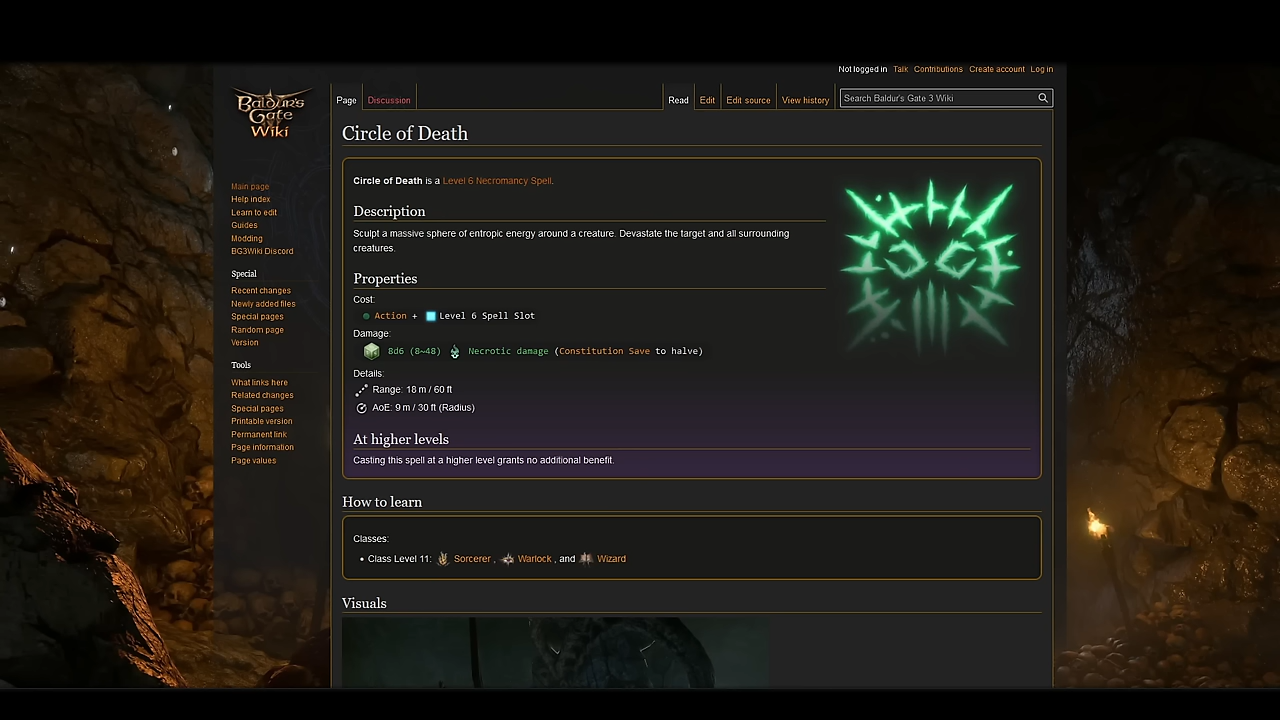 Not logged in Talk Contributions Create account Log in
Baldur's
Gate
Wiki
Page Discussion Read Edit Edit source View history Search Baldur's Gate 3 Wiki
Main page
Help index
Learn to edit
Guides
Modding
BG3Wiki Discord
Special
Recent changes
Newly added files
Special pages
Random page
Version
Tools
What links here
Related changes
Special pages
Printable version
Permanent link
Page information
Page values
Circle of Death
Circle of Death is a Level 6 Necromancy Spell.
Description
Sculpt a massive sphere of entropic energy around a creature. Devastate the target and all surrounding
creatures.
Properties
Cost:
Action + Level 6 Spell Slot
Damage:
8d6 (8~48) Necrotic damage (Constitution Save to halve)
Details:
Range: 18 m / 60 ft
AoE: 9 m / 30 ft (Radius)
At higher levels
Casting this spell at a higher level grants no additional benefit.
How to learn
Classes:
• Class Level 11: Sorcerer , Warlock , and Wizard
Visuals